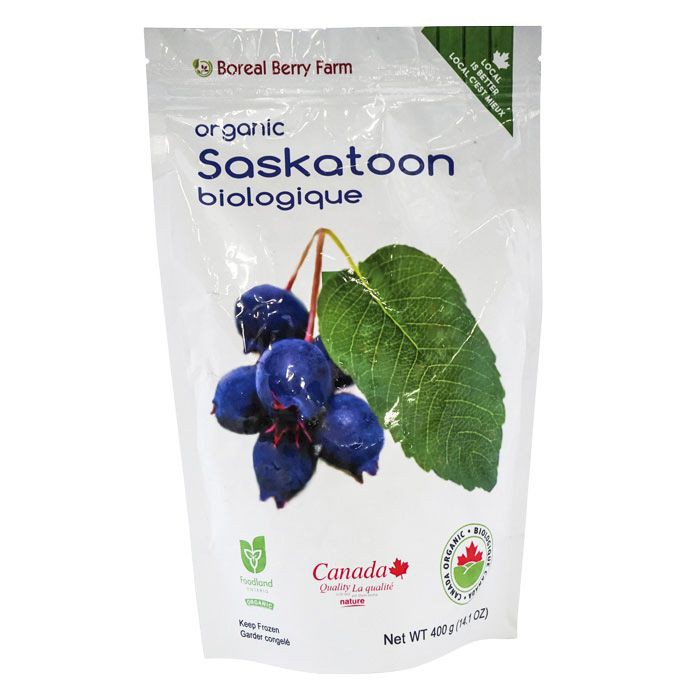 Boreal Berry Farm
LOCAL
IS BETTER
LOCAL C'EST MIEUX
organic
Saskatoon
biologique
Foodland
ONTARIO
ORGANIC
Canada
Quality La qualité
nature
CANADA ORGANIC • BIOLOGIQUE CANADA •
Keep Frozen
Garder congelé
Net WT 400 g (14.1 OZ)